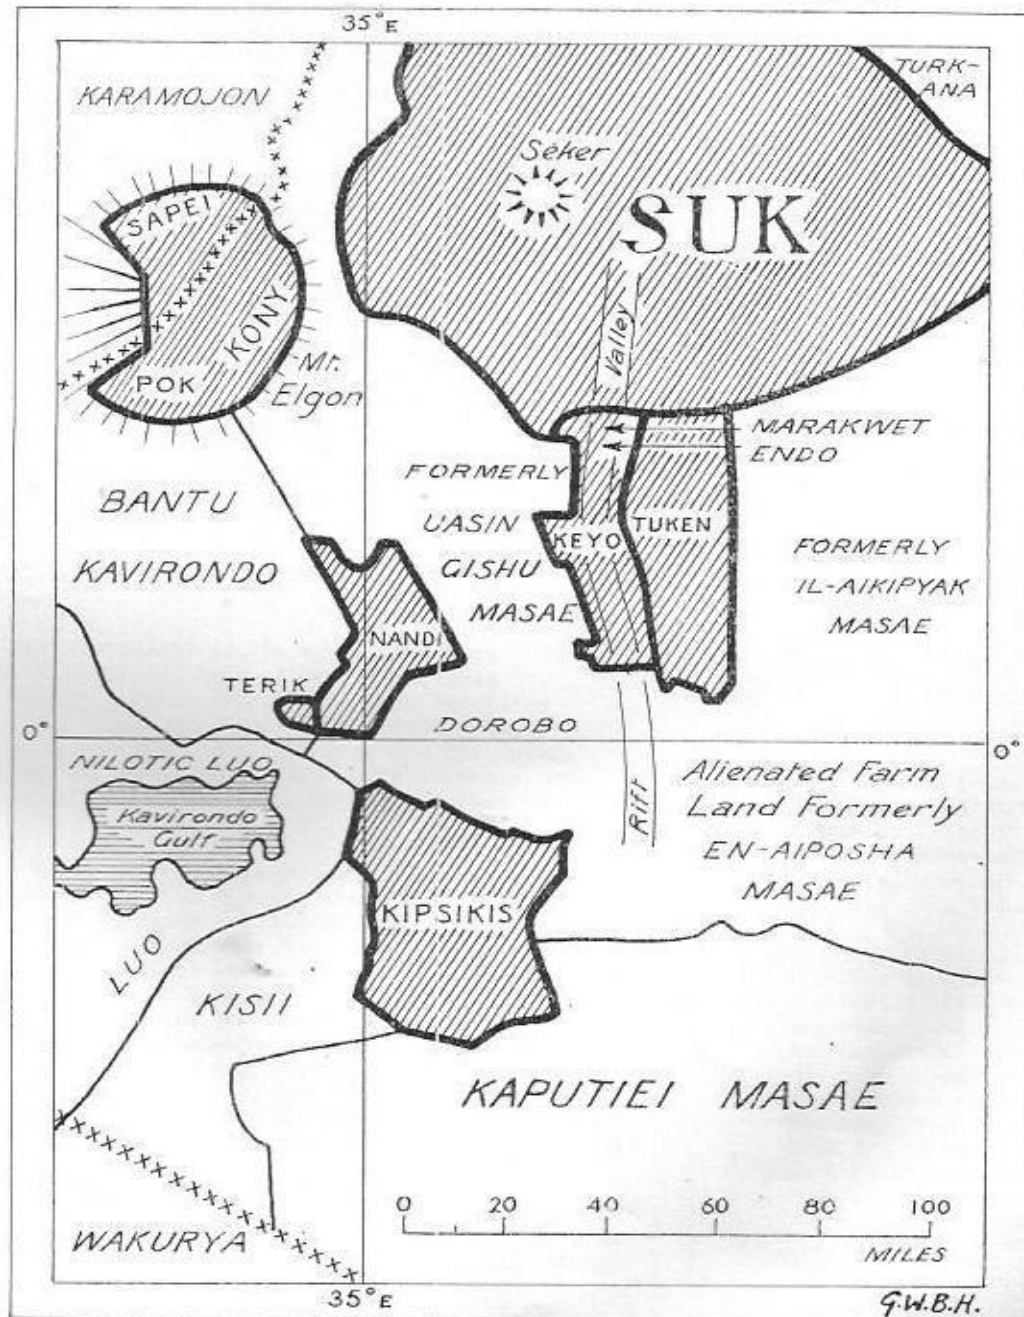 35°E
KARAMOJON
TURK-
ANA
Seker
SUK
SAPEI
KONY
POK
Mt.
Elgon
Valley
MARAKWET
ENDO
FORMERLY
UASIN
GISHU
MASAE
BANTU
KAVIRONDO
KEYO
TUKEN
FORMERLY
IL-AIKIPYAK
MASAE
NANDI
TERIK
DOROBO
0°
0°
NILOTIC LUO
Kavirondo
Gulf
Rift
Alienated Farm
Land Formerly
EN-AIPOSHA
MASAE
KIPSIKIS
LUO
KISII
KAPUTIEI MASAE
0 20 40 60 80 100
MILES
WAKURYA
35°E
G.W.B.H.